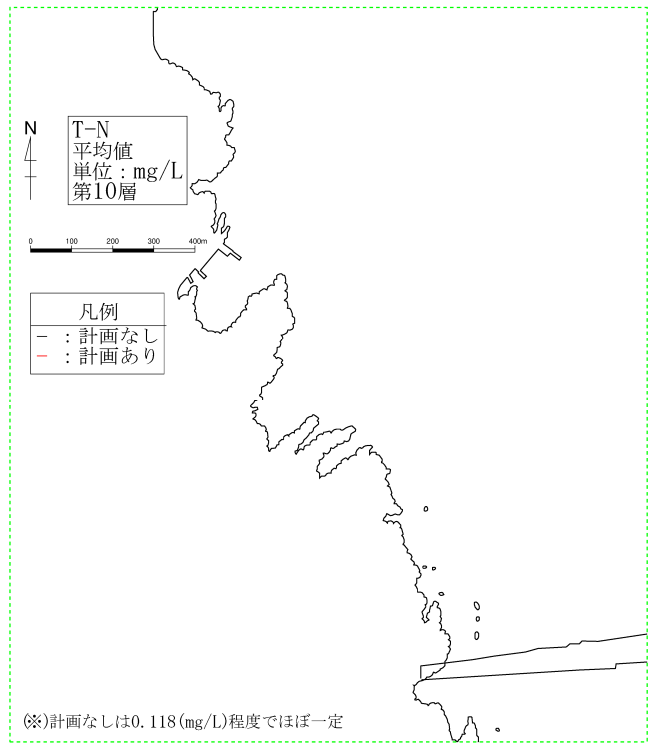 T-N
平均値
単位：mg/L
第10層
N
0 100 200 300 400m
凡例
－ ：計画なし
－ ：計画あり
(※)計画なしは0.118(mg/L)程度でほぼ一定